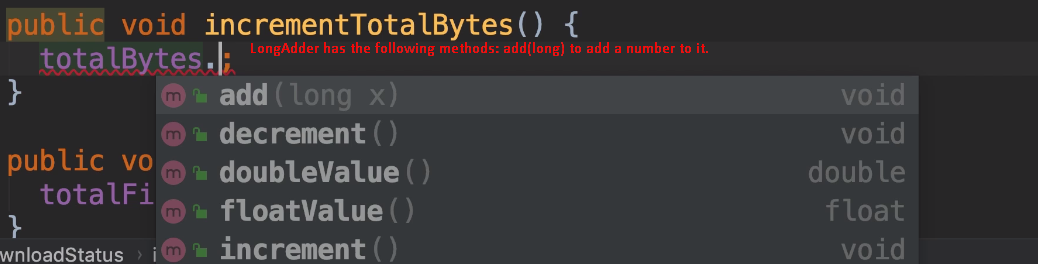 public void incrementTotalBytes() {
totalBytes.; LongAdder has the following methods: add(long) to add a number to it.
add(long x) void
}
decrement() void
public vo
doubleValue() double
totalFi
floatValue() float
}
wnloadStatus › i
increment() void